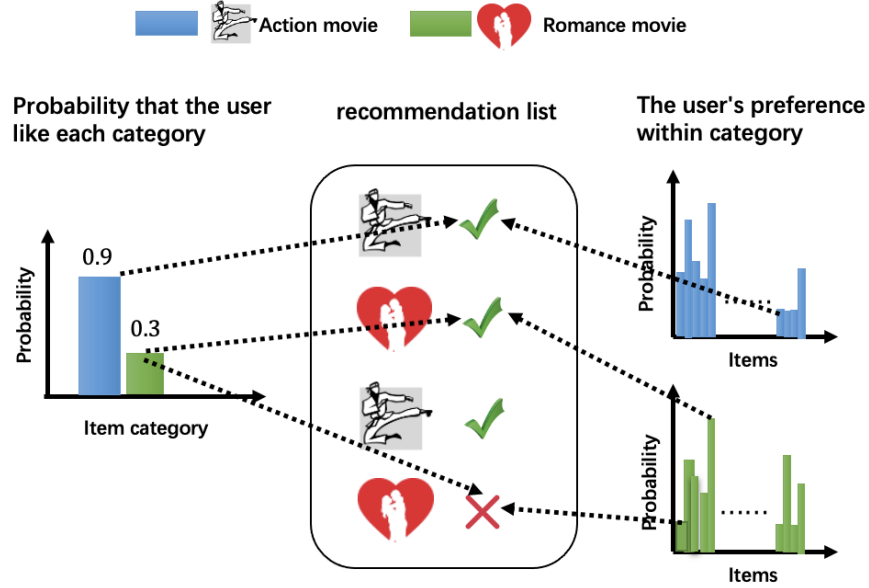 Action movie
Romance movie
Probability that the user
like each category
recommendation list
The user's preference
within category
Probability
0.9
0.3
Item category
Probability
Items
Probability
Items